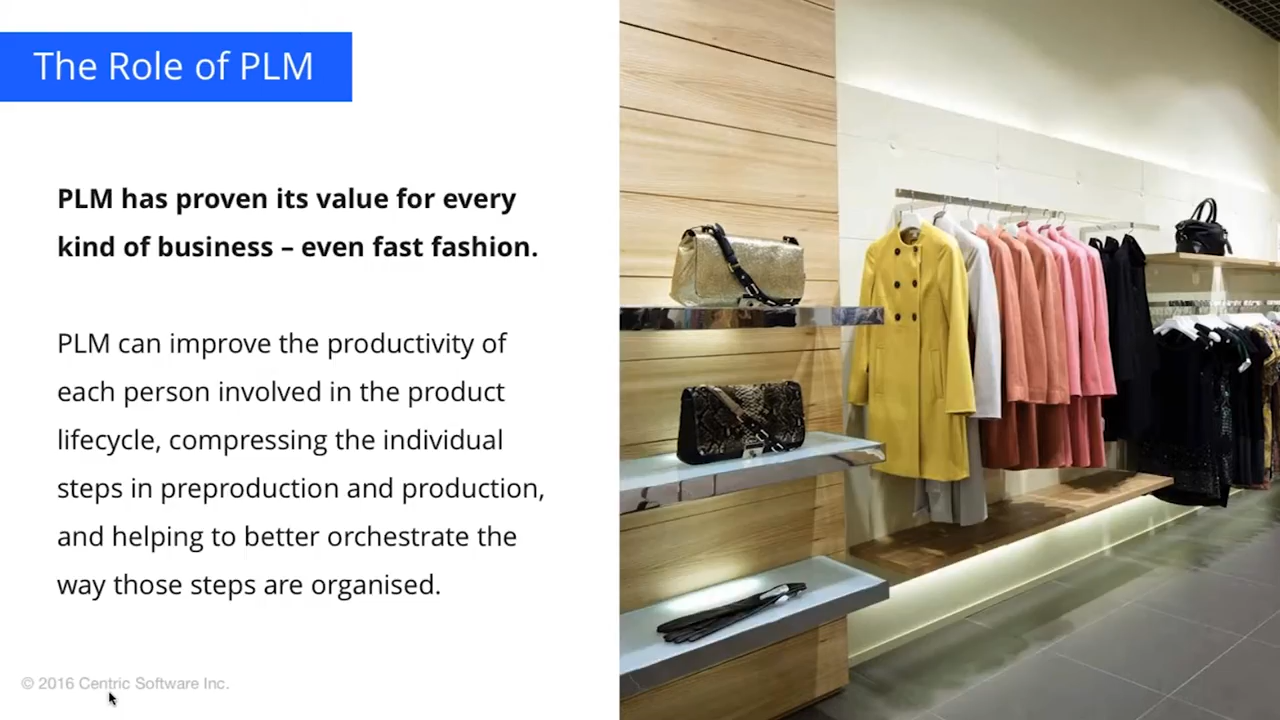 The Role of PLM
PLM has proven its value for every
kind of business – even fast fashion.
PLM can improve the productivity of
each person involved in the product
lifecycle, compressing the individual
steps in preproduction and production,
and helping to better orchestrate the
way those steps are organised.
© 2016 Centric Software Inc.